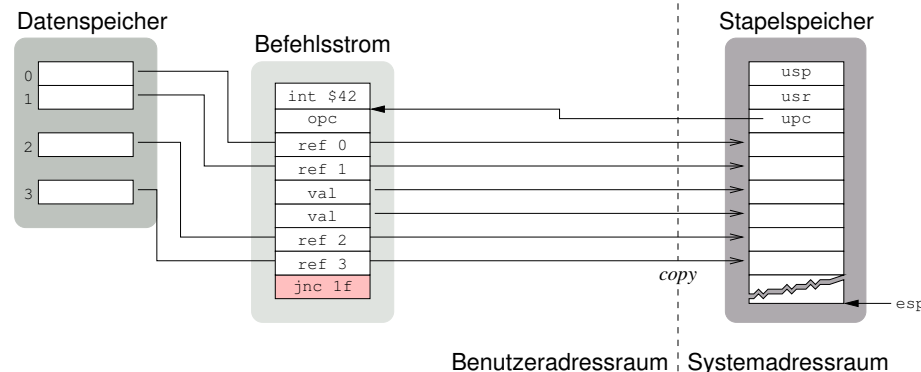 Datenspeicher
Befehlsstrom
Stapelspeicher
0
1
2
3
int $42
opc
ref 0
ref 1
val
val
ref 2
ref 3
jnc 1f
usp
usr
upc
copy
esp
Benutzeradressraum
Systemadressraum